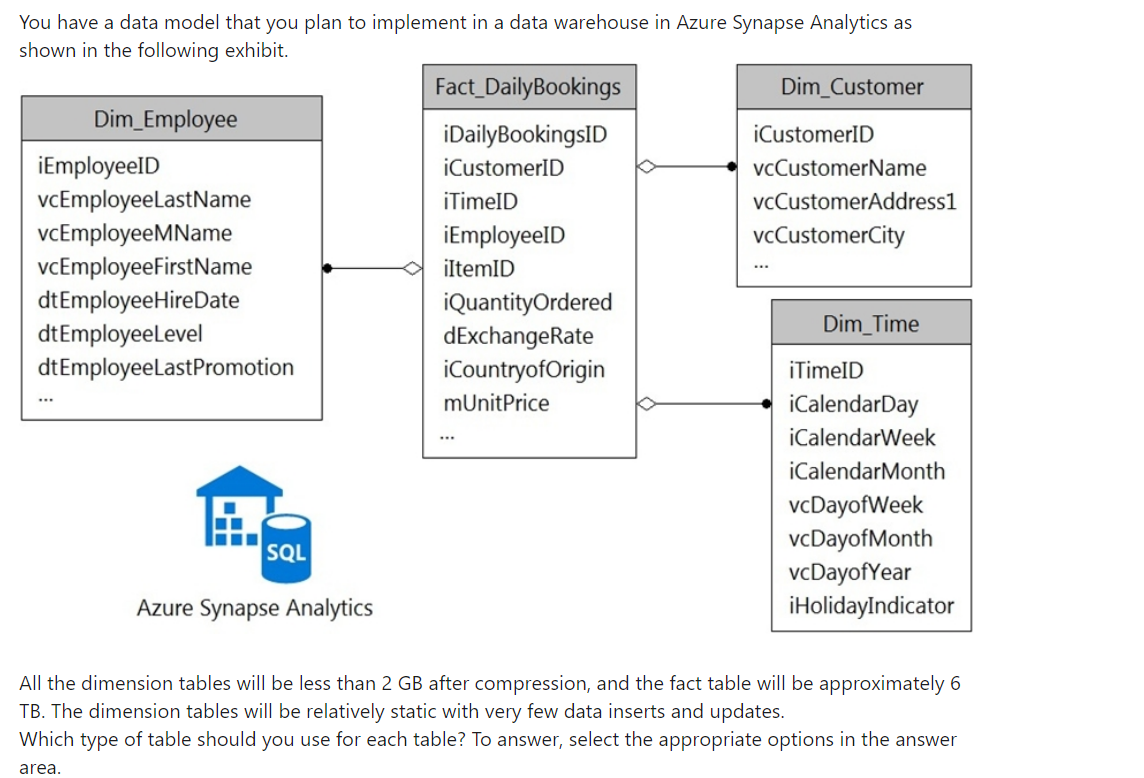 You have a data model that you plan to implement in a data warehouse in Azure Synapse Analytics as
shown in the following exhibit.
Dim_Employee
iEmployeeID
vcEmployeeLastName
vcEmployeeMName
vcEmployeeFirstName
dtEmployeeHireDate
dtEmployeeLevel
dtEmployeeLastPromotion
...
Fact_DailyBookings
iDailyBookingsID
iCustomerID
iTimeID
iEmployeeID
iItemID
iQuantityOrdered
dExchangeRate
iCountryofOrigin
mUnitPrice
...
Dim_Customer
iCustomerID
vcCustomerName
vcCustomerAddress1
vcCustomerCity
...
Dim_Time
iTimeID
iCalendarDay
iCalendarWeek
iCalendarMonth
vcDayofWeek
vcDayofMonth
vcDayofYear
iHolidayIndicator
SQL
Azure Synapse Analytics
All the dimension tables will be less than 2 GB after compression, and the fact table will be approximately 6
TB. The dimension tables will be relatively static with very few data inserts and updates.
Which type of table should you use for each table? To answer, select the appropriate options in the answer
area.